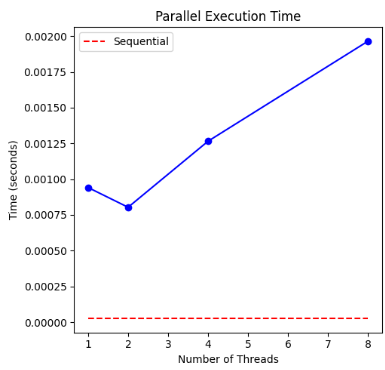 Parallel Execution Time
Sequential
Time (seconds)
0.00200
0.00175
0.00150
0.00125
0.00100
0.00075
0.00050
0.00025
0.00000
1 2 3 4 5 6 7 8
Number of Threads